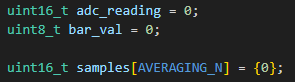 uint16_t adc_reading = 0;
uint8_t bar_val = 0;
uint16_t samples[AVERAGING_N] = {0};